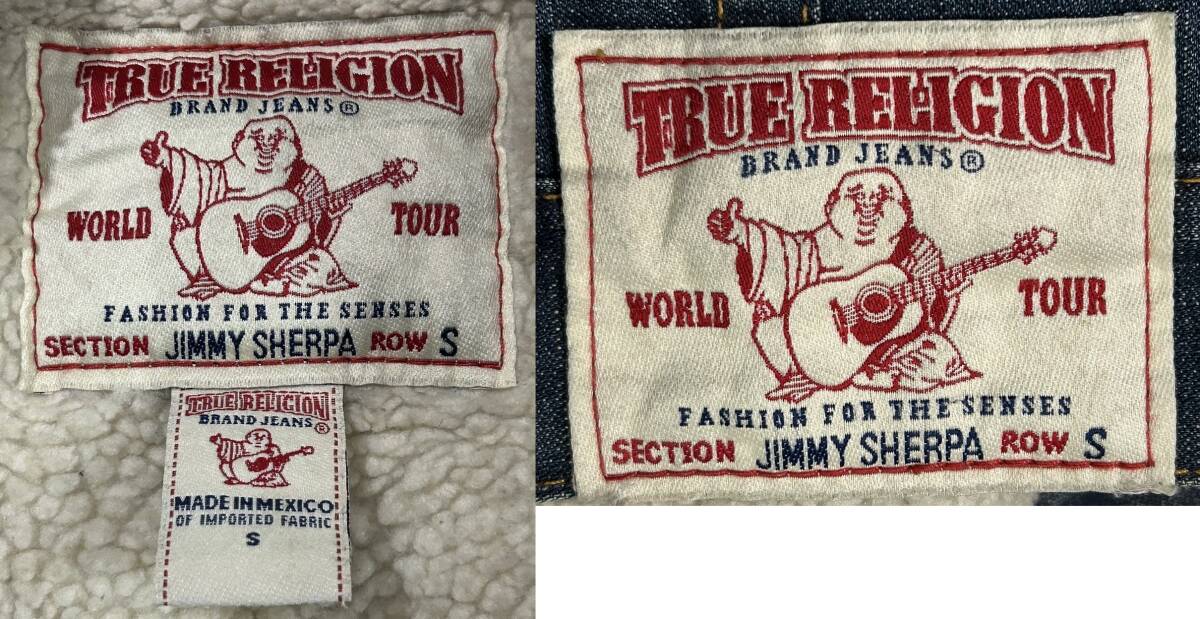 TRUE RELIGION
BRAND JEANS®
WORLD TOUR
FASHION FOR THE SENSES
SECTION JIMMY SHERPA ROW S
TRUE RELIGION
BRAND JEANS®
MADE IN MEXICO
OF IMPORTED FABRIC
S
TRUE RELIGION
BRAND JEANS®
WORLD TOUR
FASHION FOR THE SENSES
SECTION JIMMY SHERPA ROW S